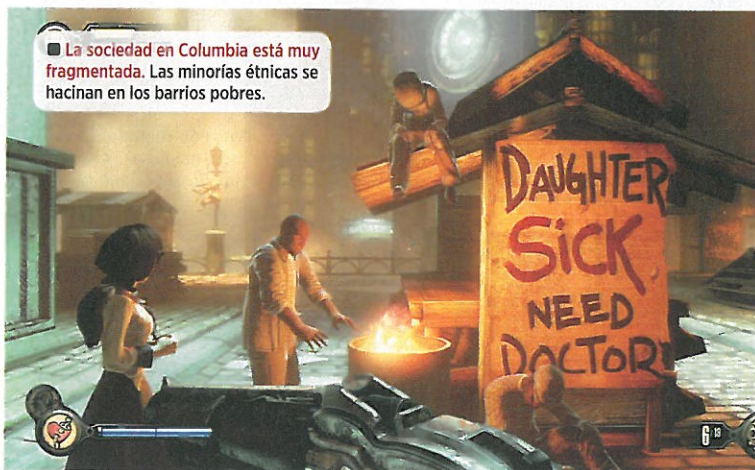 ■ La sociedad en Columbia está muy
fragmentada. Las minorías étnicas se
hacinan en los barrios pobres.
DAUGHTER
SiCK
NEED
DOCTOR
6 13